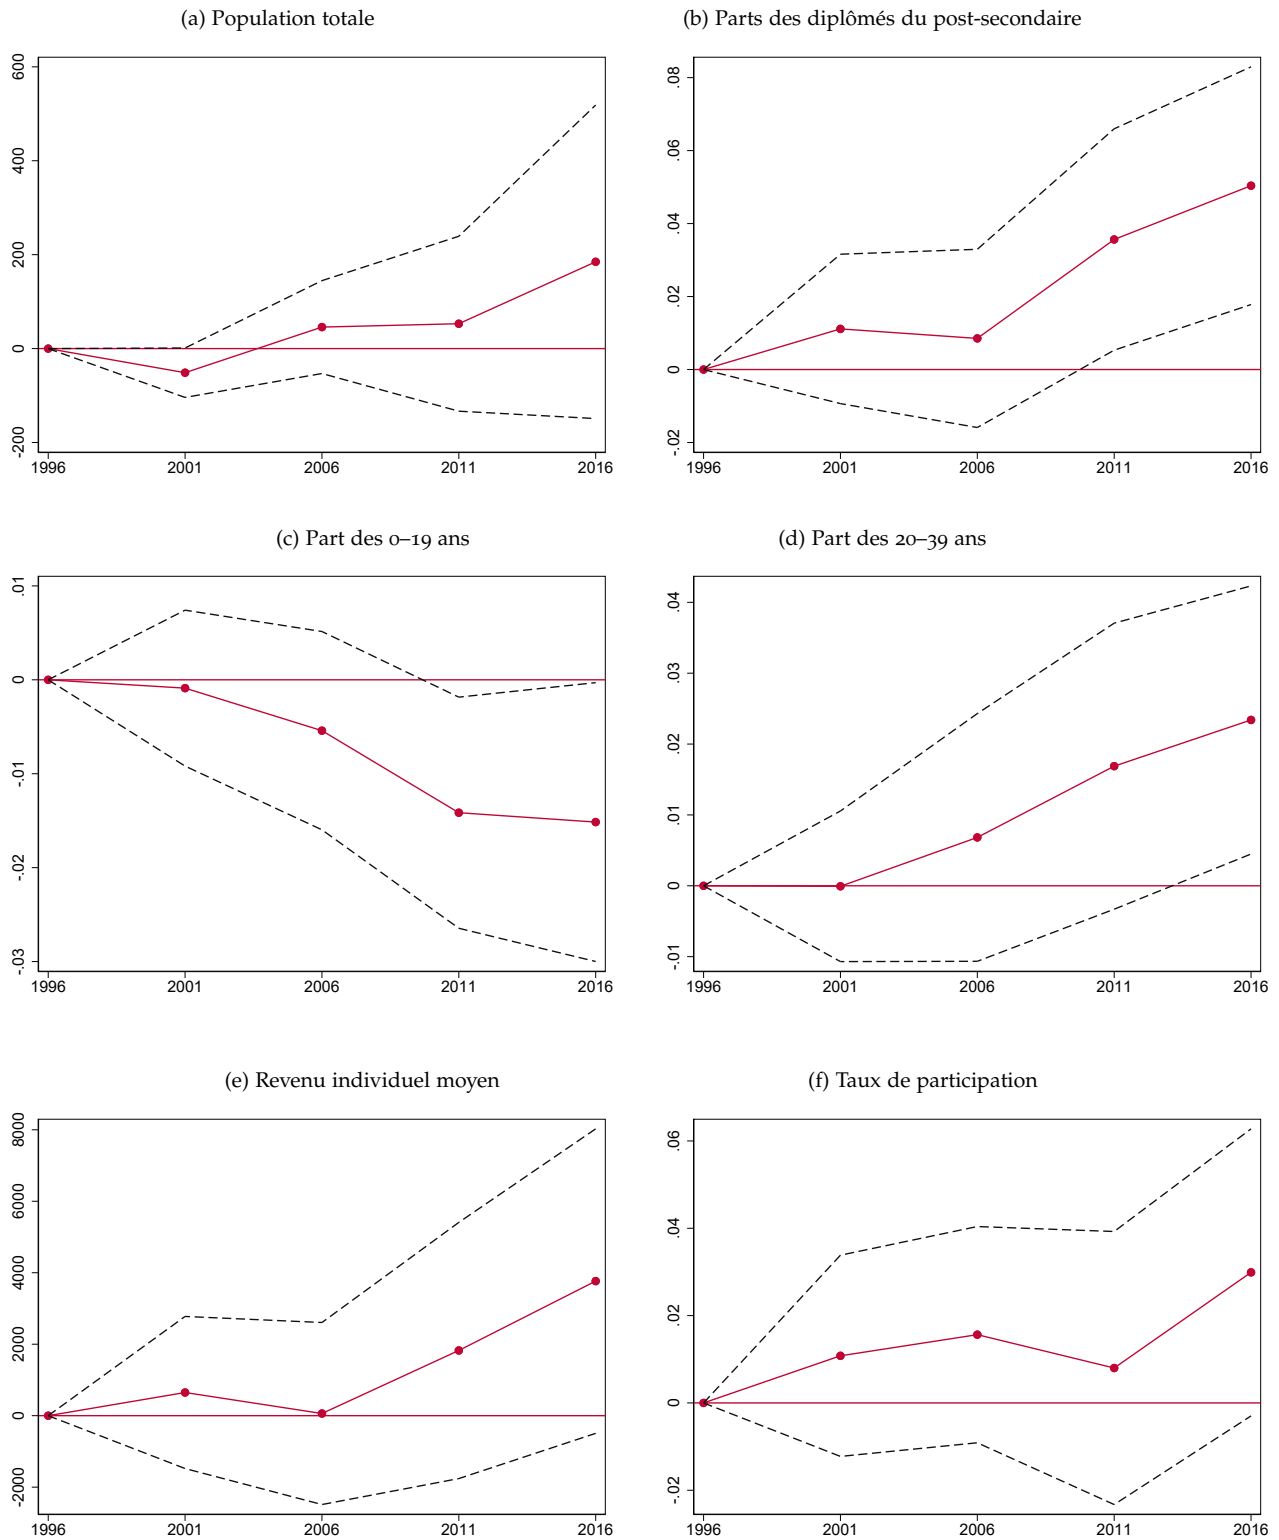 (a) Population totale
(b) Parts des diplômés du post-secondaire
600
400
200
0
200
1996 2001 2006 2011 2016
.08
.06
.04
.02
0
-.02
1996 2001 2006 2011 2016
(c) Part des 0–19 ans
(d) Part des 20–39 ans
.01
0
-.01
-.02
-.03
1996 2001 2006 2011 2016
.04
.03
.02
.01
0
-.01
1996 2001 2006 2011 2016
(e) Revenu individuel moyen
(f) Taux de participation
8000
6000
4000
2000
0
-2000
1996 2001 2006 2011 2016
.06
.04
.02
0
-.02
1996 2001 2006 2011 2016